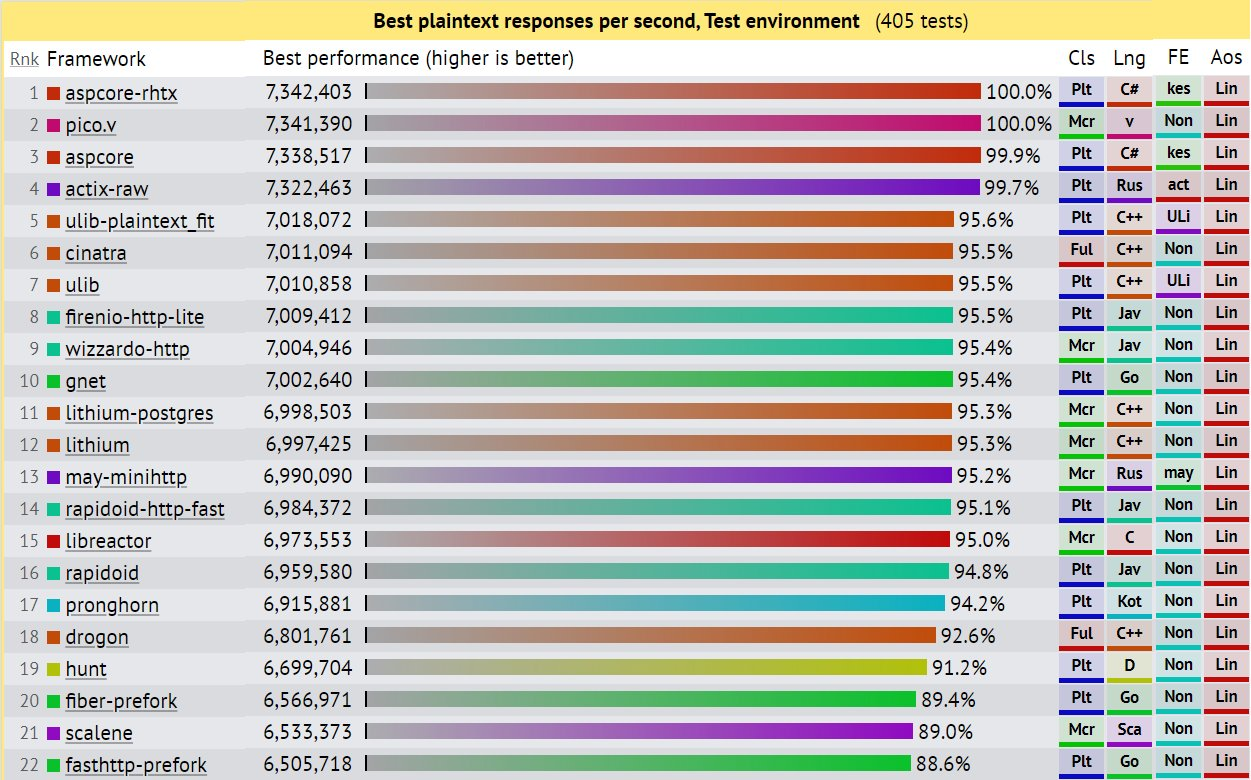 Best plaintext responses per second, Test environment (405 tests)
Rnk Framework Best performance (higher is better) Cls Lng FE Aos
1 aspcore-rhtx 7,342,403 100.0% Plt C# kes Lin
2 pico.v 7,341,390 100.0% Mcr v Non Lin
3 aspcore 7,338,517 99.9% Plt C# kes Lin
4 actix-raw 7,322,463 99.7% Plt Rus act Lin
5 ulib-plaintext_fit 7,018,072 95.6% Plt C++ ULi Lin
6 cinatra 7,011,094 95.5% Ful C++ Non Lin
7 ulib 7,010,858 95.5% Plt C++ ULi Lin
8 firenio-http-lite 7,009,412 95.5% Plt Jav Non Lin
9 wizzardo-http 7,004,946 95.4% Mcr Jav Non Lin
10 gnet 7,002,640 95.4% Plt Go Non Lin
11 lithium-postgres 6,998,503 95.3% Mcr C++ Non Lin
12 lithium 6,997,425 95.3% Mcr C++ Non Lin
13 may-minihttp 6,990,090 95.2% Mcr Rus may Lin
14 rapidoid-http-fast 6,984,372 95.1% Plt Jav Non Lin
15 libreactor 6,973,553 95.0% Mcr C Non Lin
16 rapidoid 6,959,580 94.8% Plt Jav Non Lin
17 pronghorn 6,915,881 94.2% Plt Kot Non Lin
18 drogon 6,801,761 92.6% Ful C++ Non Lin
19 hunt 6,699,704 91.2% Plt D Non Lin
20 fiber-prefork 6,566,971 89.4% Plt Go Non Lin
21 scalene 6,533,373 89.0% Mcr Sca Non Lin
22 fasthttp-prefork 6,505,718 88.6% Plt Go Non Lin